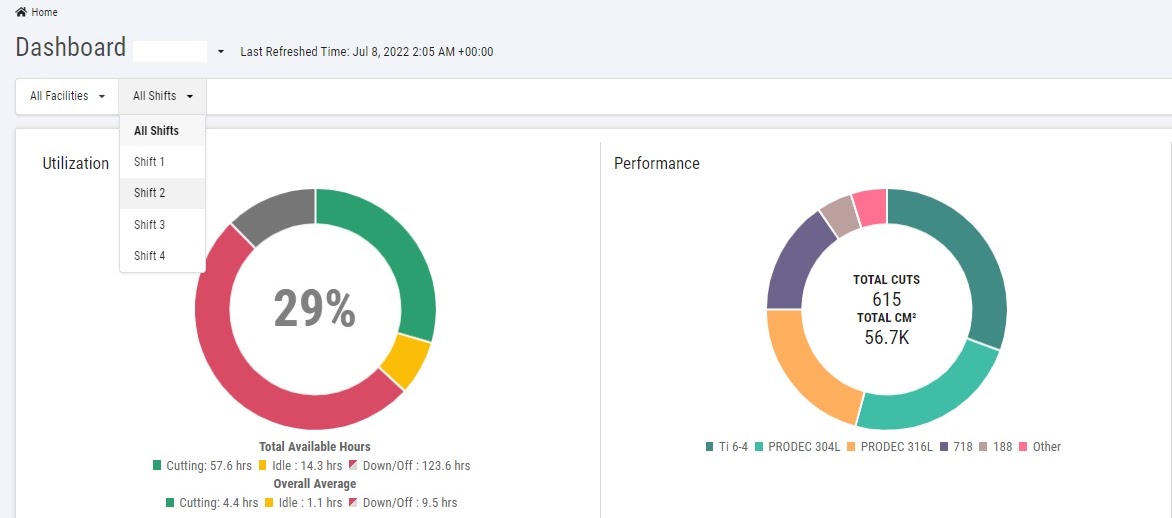 Home
Dashboard
Last Refreshed Time: Jul 8, 2022 2:05 AM +00:00
All Facilities
All Shifts
All Shifts
Shift 1
Shift 2
Shift 3
Shift 4
Utilization
29%
Total Available Hours
Cutting: 57.6 hrs Idle : 14.3 hrs Down/Off : 123.6 hrs
Overall Average
Cutting: 4.4 hrs Idle : 1.1 hrs Down/Off : 9.5 hrs
Performance
TOTAL CUTS
615
TOTAL CM²
56.7K
Ti 6-4 PRODEC 304L PRODEC 316L 718 188 Other